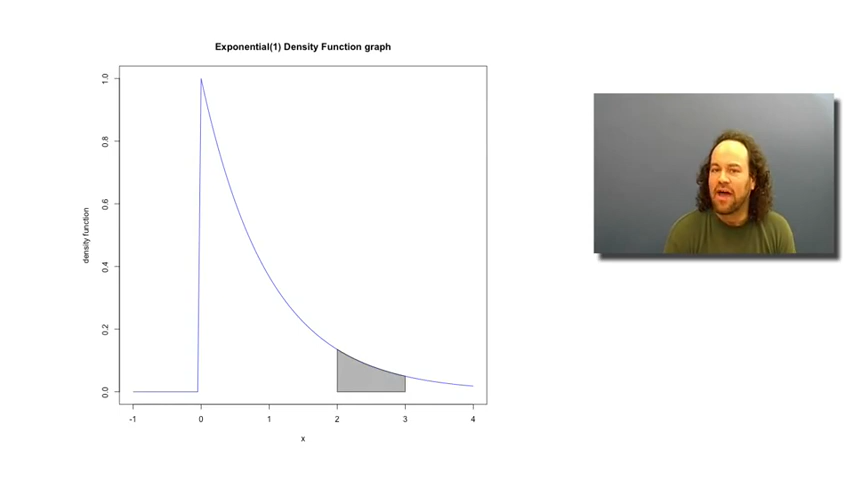 Exponential(1) Density Function graph
density function
1.0
0.8
0.6
0.4
0.2
0.0
-1 0 1 2 3 4
x